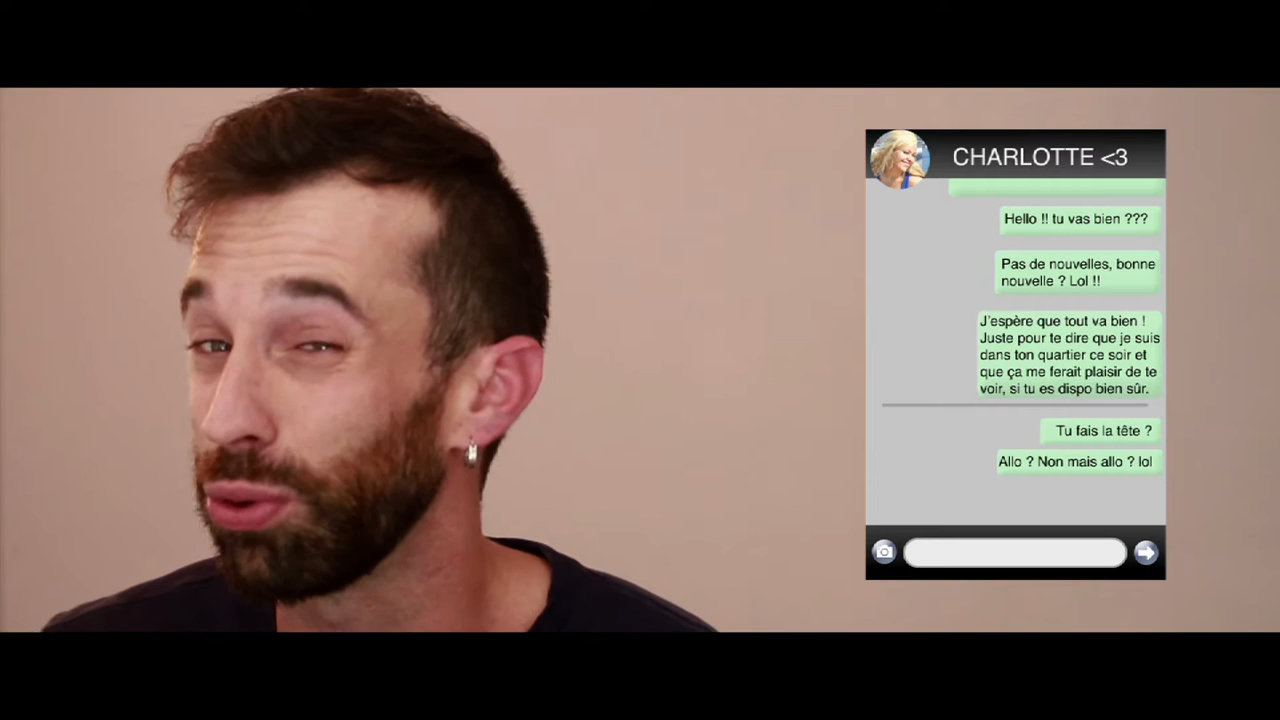 CHARLOTTE <3
Hello !! tu vas bien ???
Pas de nouvelles, bonne
nouvelle ? Lol !!
J'espère que tout va bien !
Juste pour te dire que je suis
dans ton quartier ce soir et
que ça me ferait plaisir de te
voir, si tu es dispo bien sûr.
Tu fais la tête ?
Allo ? Non mais allo ? lol